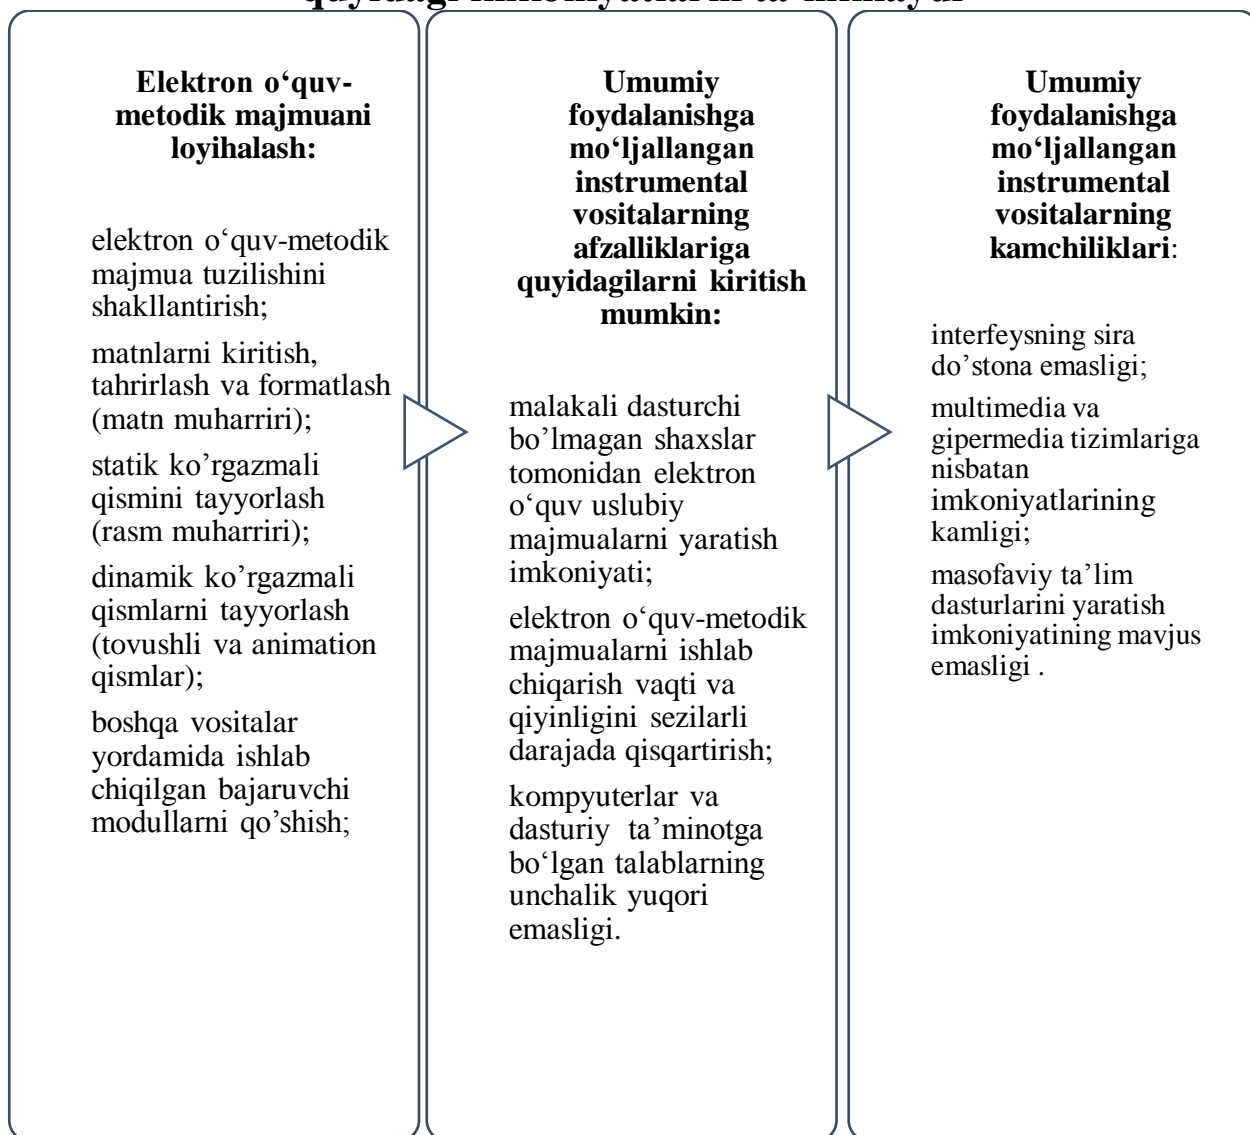 quyidagi imkoniyatlarni ta’minlaydi
Elektron o‘quv-
metodik majmuani
loyihalash:
elektron o‘quv-metodik
majmua tuzilishini
shakllantirish;
matnlarni kiritish,
tahrirlash va formatlash
(matn muharriri);
statik ko’rgazmali
qismini tayyorlash
(rasm muharriri);
dinamik ko’rgazmali
qismlarni tayyorlash
(tovushli va animation
qismlar);
boshqa vositalar
yordamida ishlab
chiqilgan bajaruvchi
modullarni qo’shish;
Umumiy
foydalanishga
mo‘ljallangan
instrumental
vositalarning
afzalliklariga
quyidagilarni kiritish
mumkin:
malakali dasturchi
bo’lmagan shaxslar
tomonidan elektron
o‘quv uslubiy
majmualarni yaratish
imkoniyati;
elektron o‘quv-metodik
majmualarni ishlab
chiqarish vaqti va
qiyinligini sezilarli
darajada qisqartirish;
kompyuterlar va
dasturiy ta’minotga
bo‘lgan talablarning
unchalik yuqori
emasligi.
Umumiy
foydalanishga
mo‘ljallangan
instrumental
vositalarning
kamchiliklari:
interfeysning sira
do’stona emasligi;
multimedia va
gipermedia tizimlariga
nisbatan
imkoniyatlarining
kamligi;
masofaviy ta’lim
dasturlarini yaratish
imkoniyatining mavjus
emasligi .